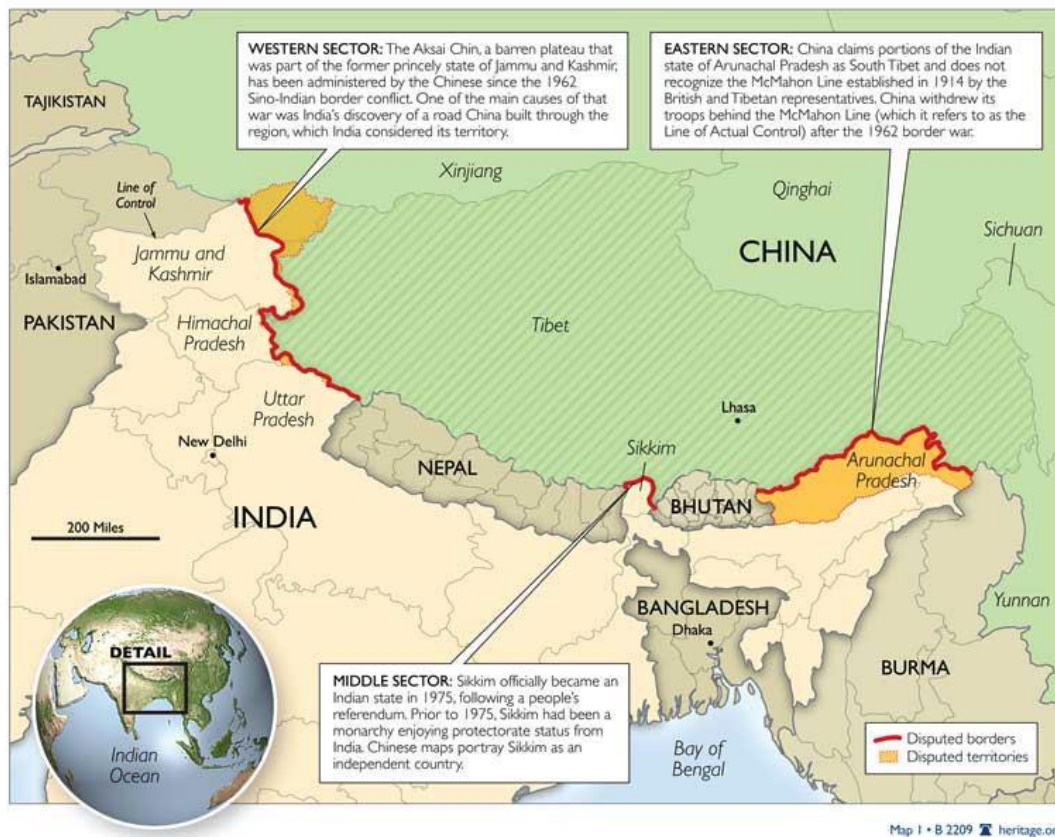 WESTERN SECTOR: The Aksai Chin, a barren plateau that
was part of the former princely state of Jammu and Kashmir,
has been administered by the Chinese since the 1962
Sino-Indian border conflict. One of the main causes of that
war was India's discovery of a road China built through the
region, which India considered its territory.
EASTERN SECTOR: China claims portions of the Indian
state of Arunachal Pradesh as South Tibet and does not
recognize the McMahon Line established in 1914 by the
British and Tibetan representatives. China withdrew its
troops behind the McMahon Line (which it refers to as the
Line of Actual Control) after the 1962 border war.
TAJIKISTAN
Xinjiang
Qinghai
Line of
Control
Sichuan
Jammu and
Kashmir
CHINA
Islamabad
PAKISTAN
Himachal
Pradesh
Tibet
Uttar
Pradesh
Lhasa
New Delhi
Sikkim
NEPAL
Arunachal
Pradesh
BHUTAN
INDIA
200 Miles
Yunnan
BANGLADESH
Dhaka
BURMA
DETAIL
Indian
Ocean
MIDDLE SECTOR: Sikkim officially became an
Indian state in 1975, following a people's
referendum. Prior to 1975, Sikkim had been a
monarchy enjoying protectorate status from
India. Chinese maps portray Sikkim as an
independent country.
Bay of
Bengal
Disputed borders
Disputed territories
Map 1 • B 2209 heritage.or